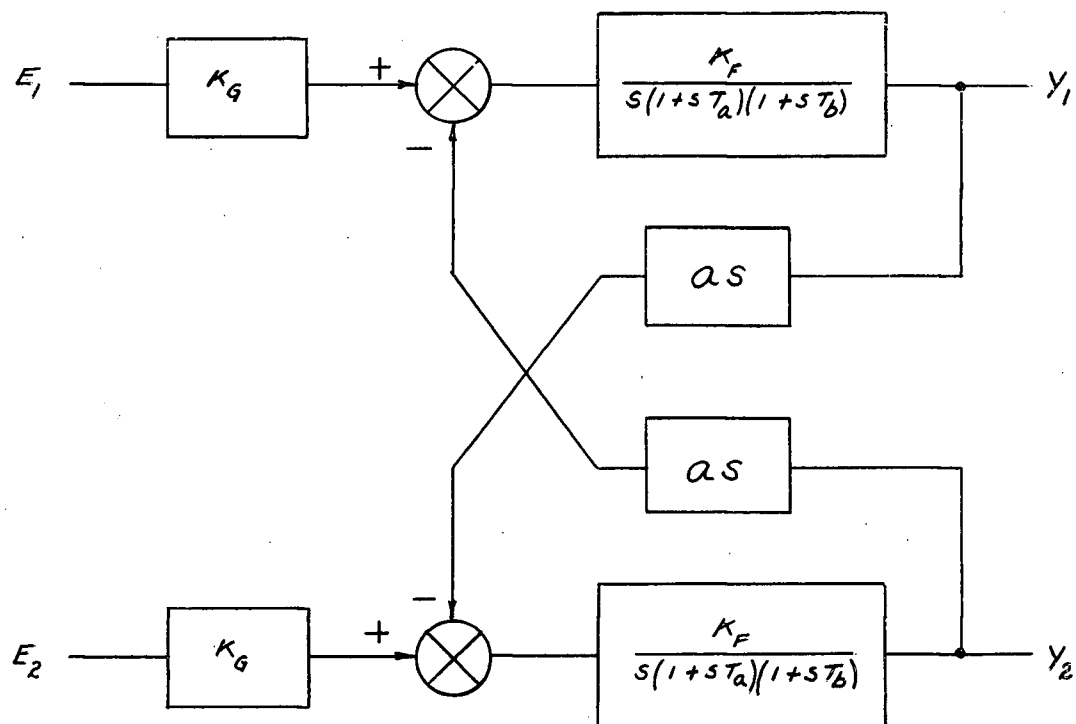 E1
KG
+
−
KF
s(1+sTa)(1+sTb)
Y1
as
as
E2
KG
+
−
KF
s(1+sTa)(1+sTb)
Y2